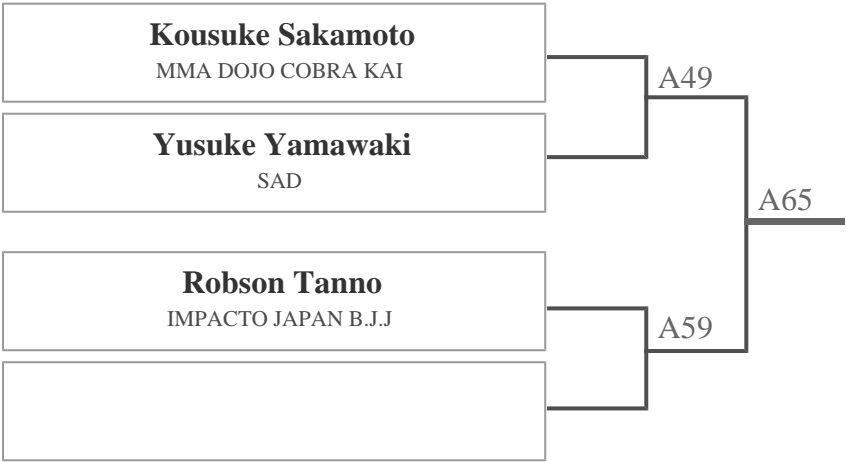 Kousuke Sakamoto
MMA DOJO COBRA KAI
A49
Yusuke Yamawaki
SAD
A65
Robson Tanno
IMPACTO JAPAN B.J.J
A59